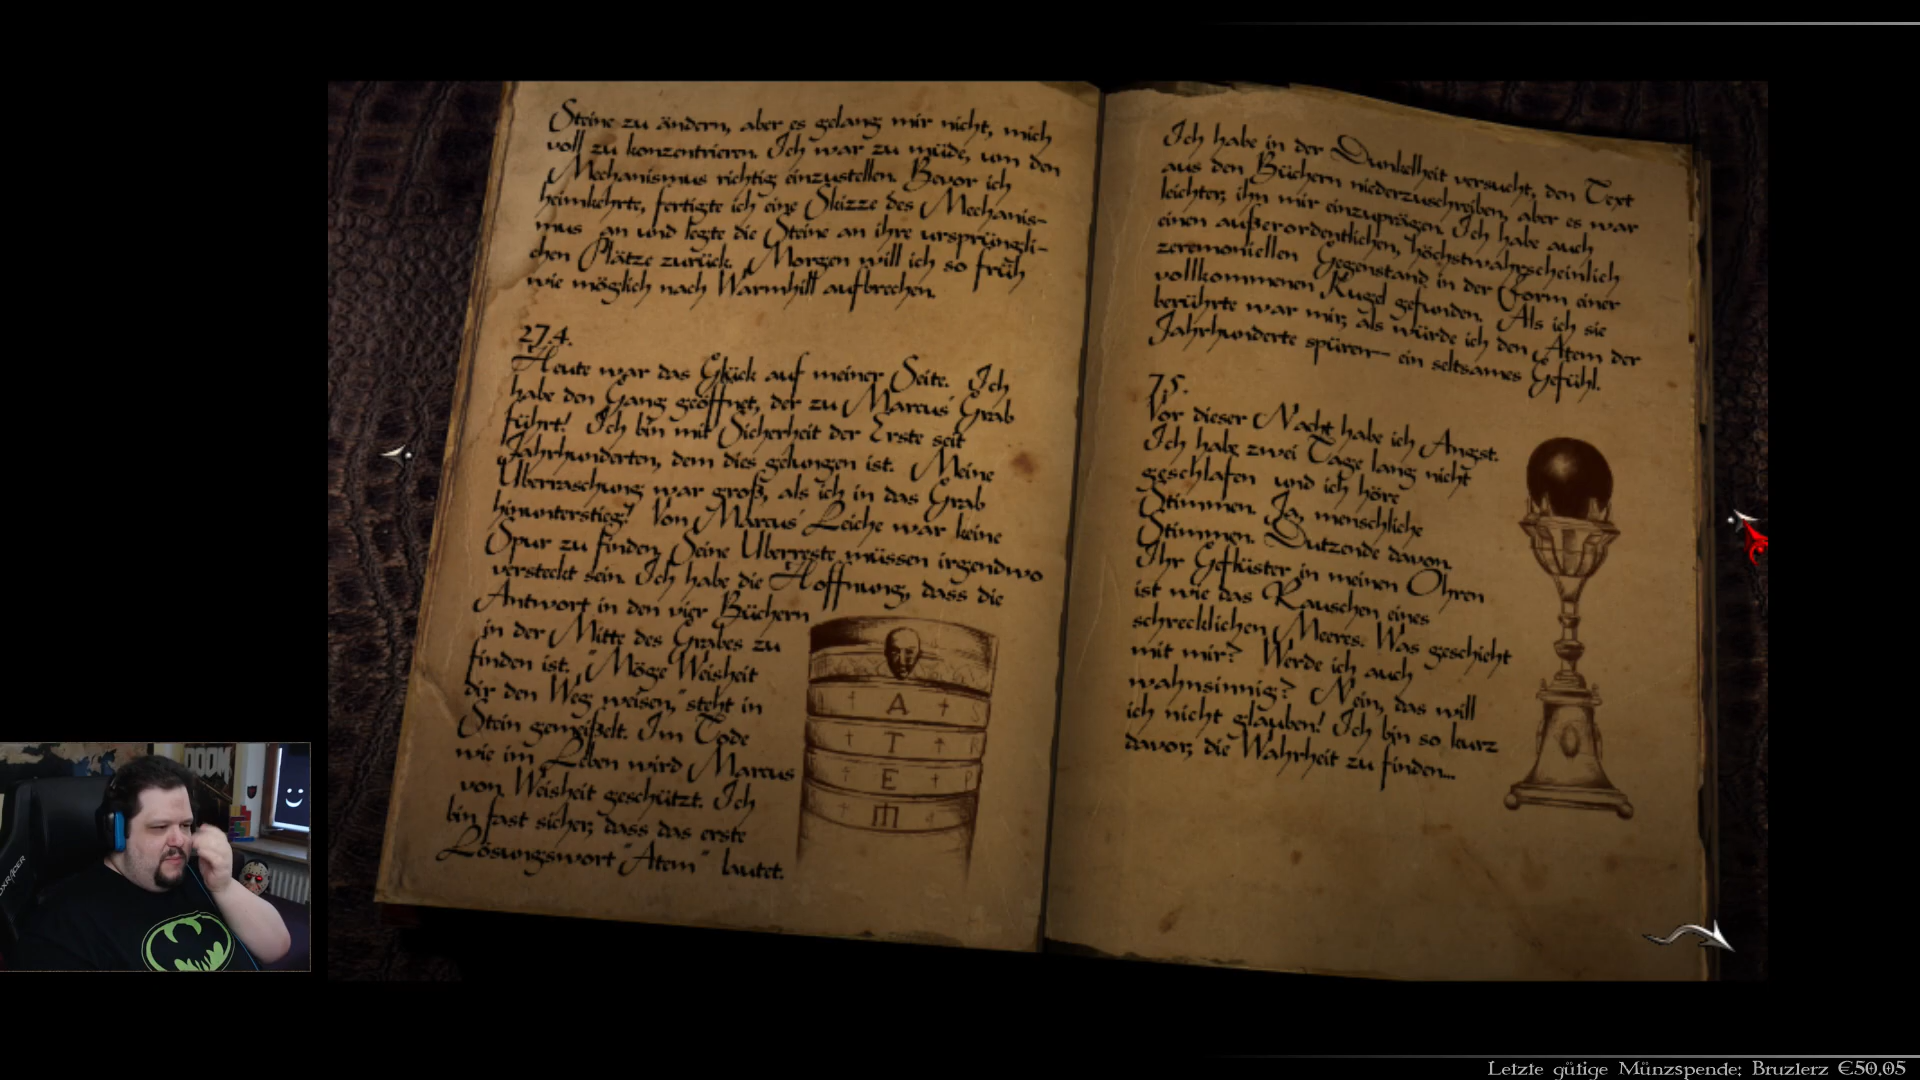 Steine zu ändern, aber es gelang mir nicht, mich
voll zu konzentrieren. Ich war zu müde, um den
Mechanismus richtig einzustellen. Bevor ich
heimkehrte, fertigte ich eine Skizze des Mechanis-
mus an und legte die Steine an ihre ursprüngli-
chen Plätze zurück. Morgen will ich so früh
wie möglich nach Warmhill aufbrechen.
27.4.
Heute war das Glück auf meiner Seite. Ich
habe den Gang geöffnet, der zu Marcus' Grab
führt! Ich bin mit Sicherheit der Erste seit
Jahrhunderten, dem dies gelungen ist. Meine
Überraschung war groß, als ich in das Grab
hinunterstieg! Von Marcus' Leiche war keine
Spur zu finden. Seine Überreste müssen irgendwo
versteckt sein. Ich habe die Hoffnung, dass die
Antwort in den vier Büchern
in der Mitte des Grabes zu
finden ist. "Möge Weisheit
dir den Weg weisen," steht in
Stein gemeißelt. Im Tode
wie im Leben wird Marcus
von Weisheit geschützt. Ich
bin fast sicher, dass das erste
Lösungswort "Atem" lautet.
A S
T R
E P
M
Ich habe in der Dunkelheit versucht, den Text
aus den Büchern niederzuschreiben, aber es war
leichter, ihn mir einzuprägen. Ich habe auch
einen außerordentlichen, höchstwahrscheinlich
zeremoniellen Gegenstand in der Form einer
vollkommenen Kugel gefunden. Als ich sie
berührte war mir, als würde ich den Atem der
Jahrhunderte spüren - ein seltsames Gefühl.
7.5.
Vor dieser Nacht habe ich Angst.
Ich habe zwei Tage lang nicht
geschlafen und ich höre
Stimmen. Ja, menschliche
Stimmen. Dutzende davon.
Ihr Geflüster in meinen Ohren
ist wie das Rauschen eines
schrecklichen Meeres. Was geschieht
mit mir? Werde ich auch
wahnsinnig? Nein, das will
ich nicht glauben! Ich bin so kurz
davor, die Wahrheit zu finden...
DOOM
DXRACER
Letzte gütige Münzspende: Bruzlerz €50.05